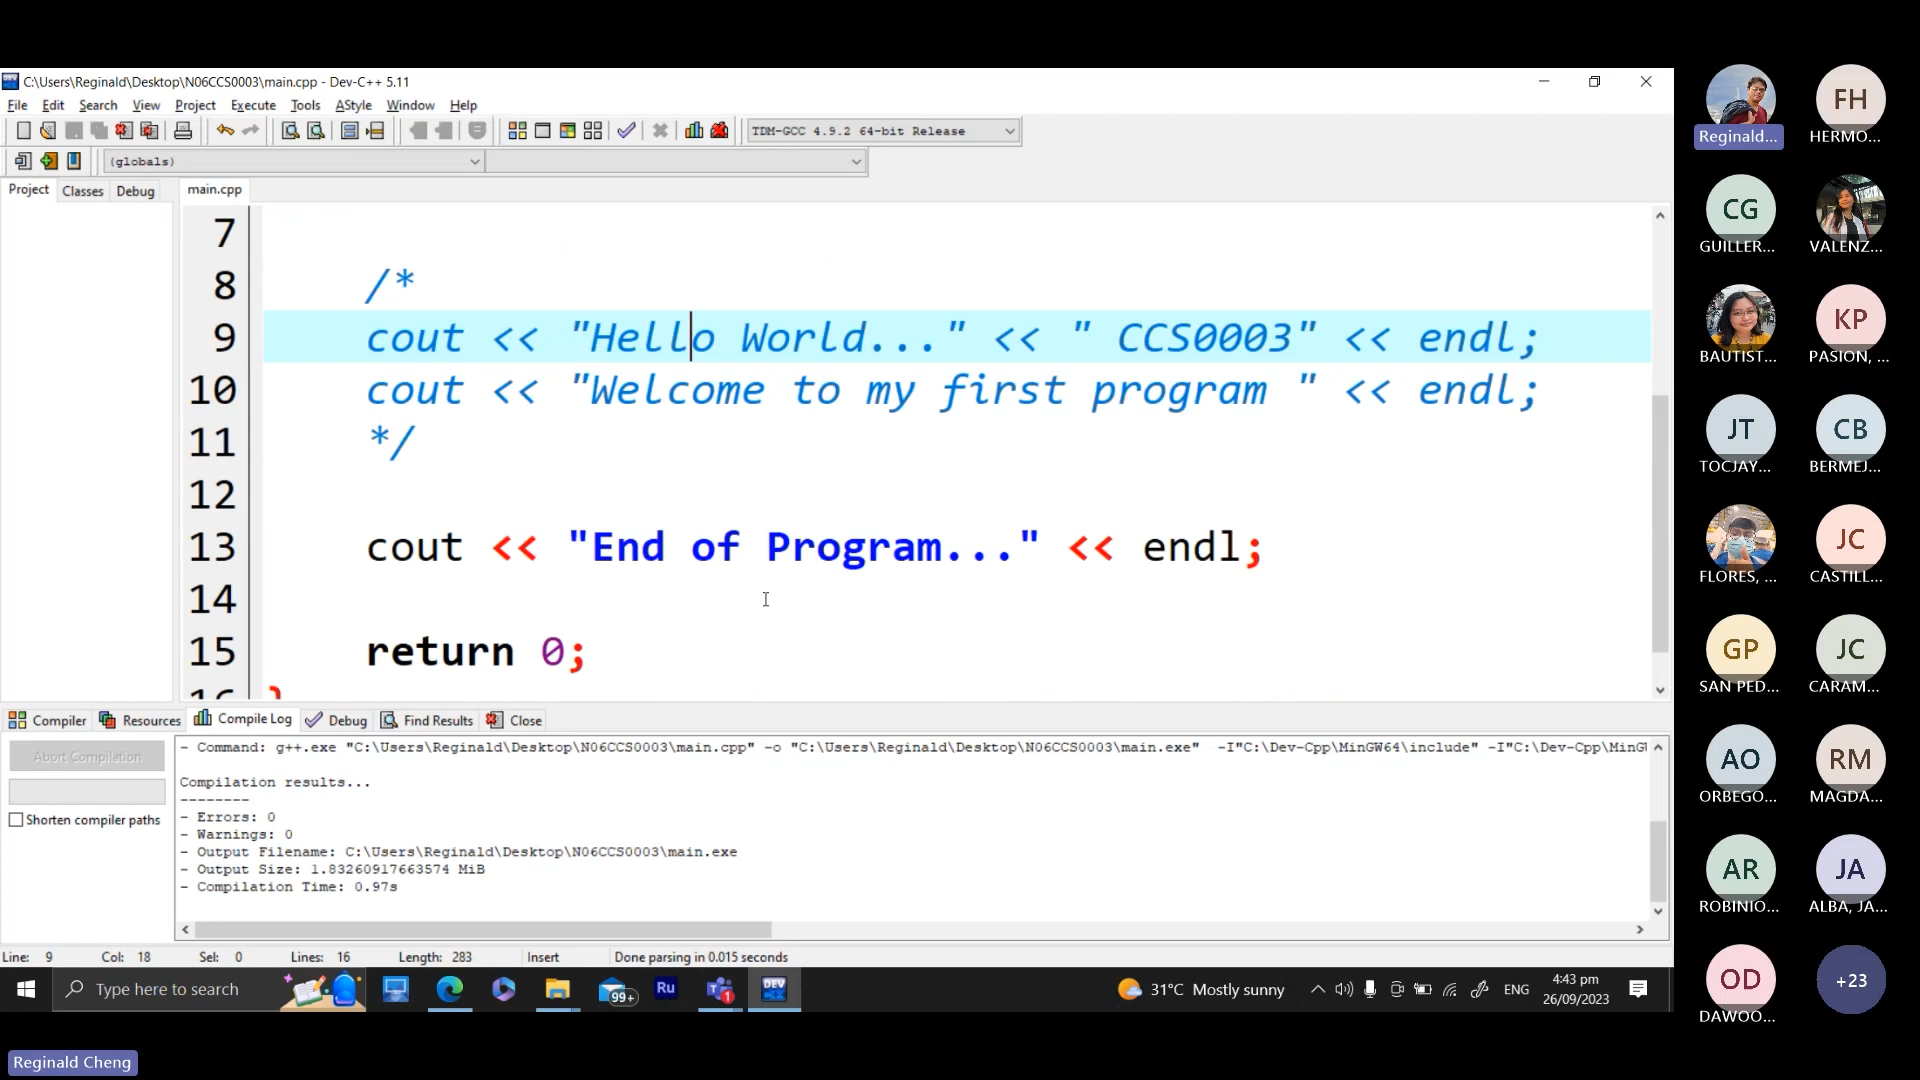 C:\Users\Reginald\Desktop\N06CCS0003\main.cpp - Dev-C++ 5.11
File Edit Search View Project Execute Tools AStyle Window Help
TDM-GCC 4.9.2 64-bit Release
(globals)
Project Classes Debug main.cpp
7
8 /*
9 cout << "Hello World..." << " CCS0003" << endl;
10 cout << "Welcome to my first program " << endl;
11 */
12
13 cout << "End of Program..." << endl;
14
15 return 0;
16 }
Compiler Resources Compile Log Debug Find Results Close
Abort Compilation
Shorten compiler paths
- Command: g++.exe "C:\Users\Reginald\Desktop\N06CCS0003\main.cpp" -o "C:\Users\Reginald\Desktop\N06CCS0003\main.exe" -I"C:\Dev-Cpp\MinGW64\include" -I"C:\Dev-Cpp\MinG
Compilation results...
--------
- Errors: 0
- Warnings: 0
- Output Filename: C:\Users\Reginald\Desktop\N06CCS0003\main.exe
- Output Size: 1.83260917663574 MiB
- Compilation Time: 0.97s
Line: 9 Col: 18 Sel: 0 Lines: 16 Length: 283 Insert Done parsing in 0.015 seconds
Type here to search
99+
Ru
1
DEV
31°C Mostly sunny
ENG
4:43 pm
26/09/2023
Reginald Cheng
Reginald...
FH
HERMO...
CG
GUILLER...
VALENZ...
BAUTIST...
KP
PASION, ...
JT
TOCJAY...
CB
BERMEJ...
FLORES, ...
JC
CASTILL...
GP
SAN PED...
JC
CARAM...
AO
ORBEGO...
RM
MAGDA...
AR
ROBINIO...
JA
ALBA, JA...
OD
DAWOO...
+23